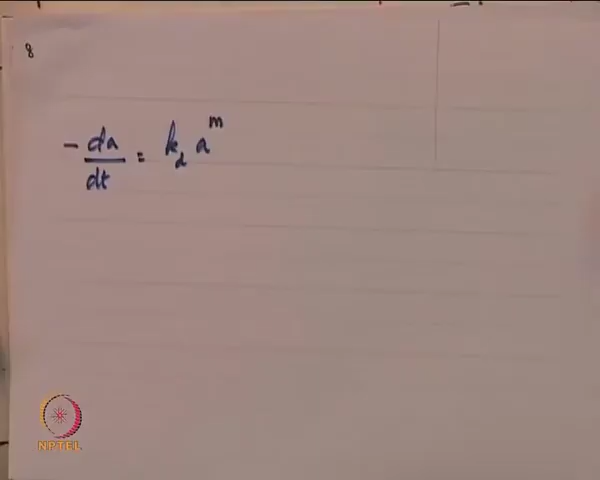 8
- da/dt = k_d a^m
NPTEL